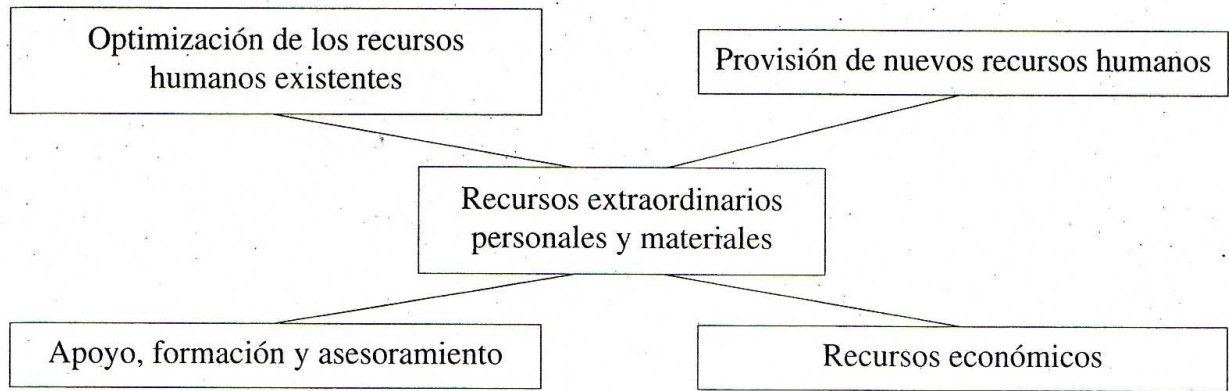 Optimización de los recursos
humanos existentes
Provisión de nuevos recursos humanos
Recursos extraordinarios
personales y materiales
Apoyo, formación y asesoramiento
Recursos económicos